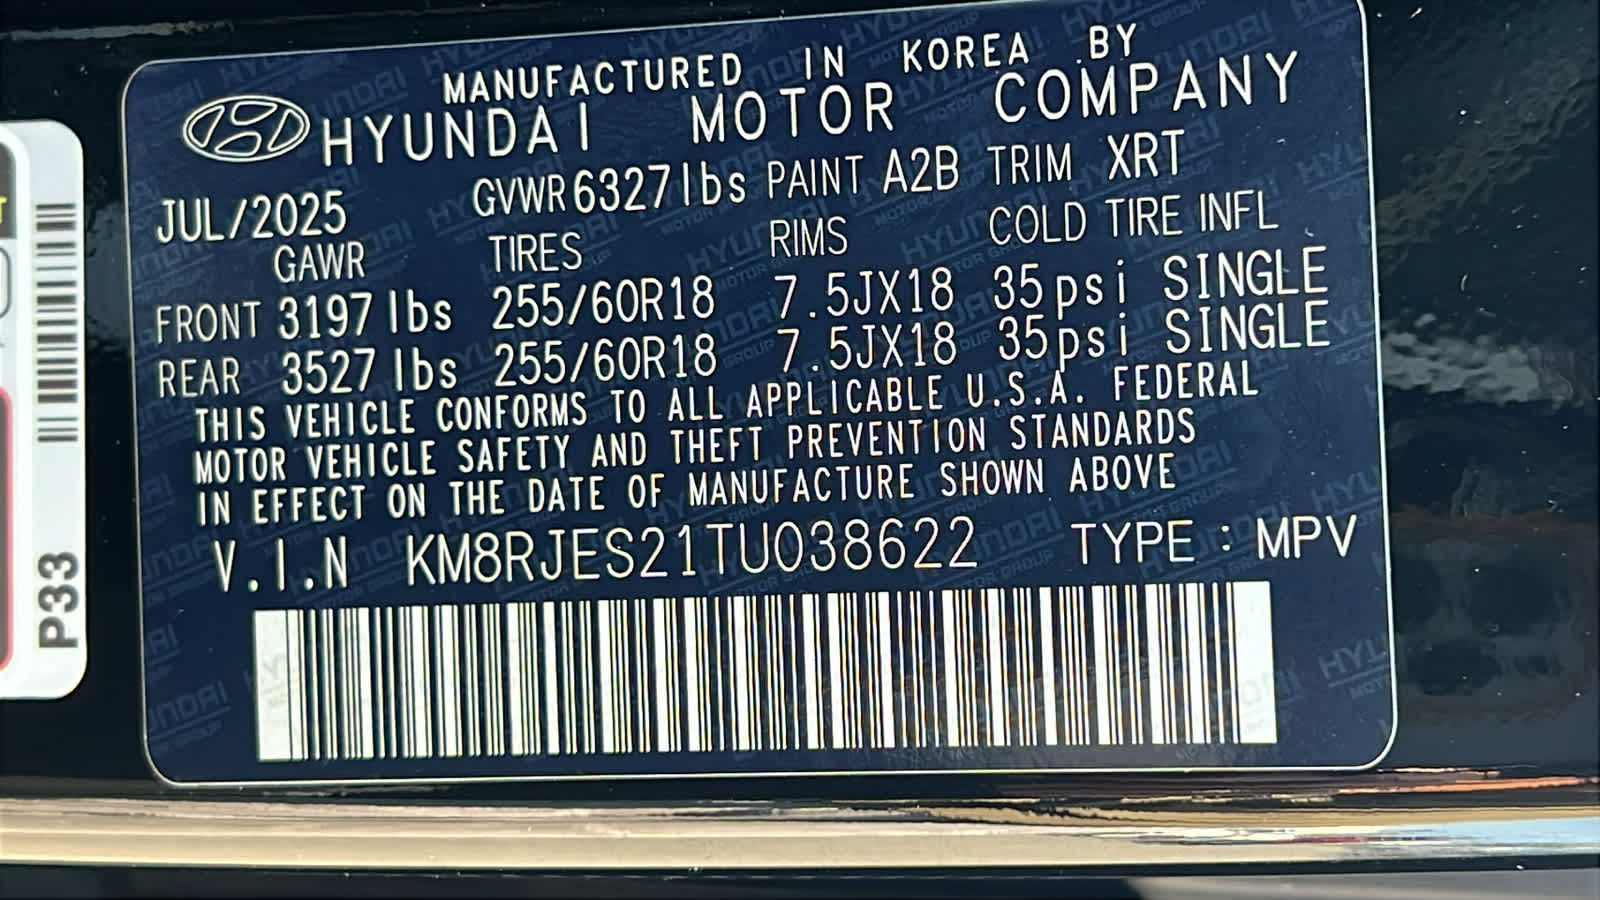 MANUFACTURED IN KOREA BY
HYUNDAI MOTOR COMPANY
JUL/2025 GVWR 6327lbs PAINT A2B TRIM XRT
GAWR TIRES RIMS COLD TIRE INFL
FRONT 3197 lbs 255/60R18 7.5JX18 35psi SINGLE
REAR 3527 lbs 255/60R18 7.5JX18 35psi SINGLE
THIS VEHICLE CONFORMS TO ALL APPLICABLE U.S.A. FEDERAL
MOTOR VEHICLE SAFETY AND THEFT PREVENTION STANDARDS
IN EFFECT ON THE DATE OF MANUFACTURE SHOWN ABOVE
V.I.N KM8RJES21TU038622 TYPE : MPV
P33